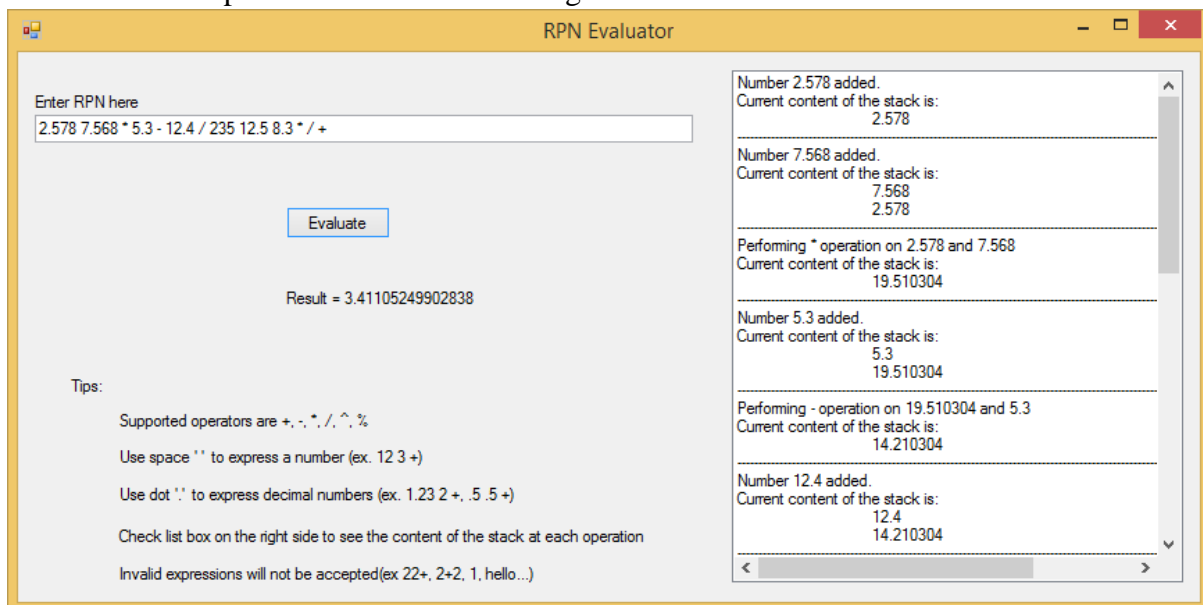 RPN Evaluator
Enter RPN here
2.578 7.568 * 5.3 - 12.4 / 235 12.5 8.3 * / +
Evaluate
Result = 3.41105249902838
Tips:
Supported operators are +, -, *, /, ^, %
Use space ' ' to express a number (ex. 12 3 +)
Use dot '.' to express decimal numbers (ex. 1.23 2 +, .5 .5 +)
Check list box on the right side to see the content of the stack at each operation
Invalid expressions will not be accepted(ex 22+, 2+2, 1, hello...)
Number 2.578 added.
Current content of the stack is:
2.578
Number 7.568 added.
Current content of the stack is:
7.568
2.578
Performing * operation on 2.578 and 7.568
Current content of the stack is:
19.510304
Number 5.3 added.
Current content of the stack is:
5.3
19.510304
Performing - operation on 19.510304 and 5.3
Current content of the stack is:
14.210304
Number 12.4 added.
Current content of the stack is:
12.4
14.210304